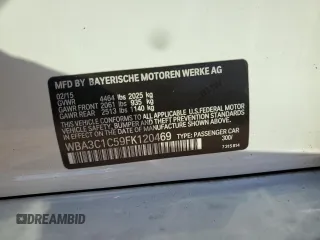 MFD BY BAYERISCHE MOTOREN WERKE AG
02/15
GVWR 4464 lbs 2025 kg
GAWR FRONT 2061 lbs 935 kg
GAWR REAR 2513 lbs 1140 kg
THIS VEHICLE CONFORMS TO ALL APPLICABLE U.S. FEDERAL MOTOR
VEHICLE SAFETY, BUMPER, AND THEFT PREVENTION STANDARDS IN
EFFECT ON THE DATE OF MANUFACTURE SHOWN ABOVE.
WBA3C1C59FK120469 TYPE: PASSENGER CAR
300/
7315814
DREAMBID